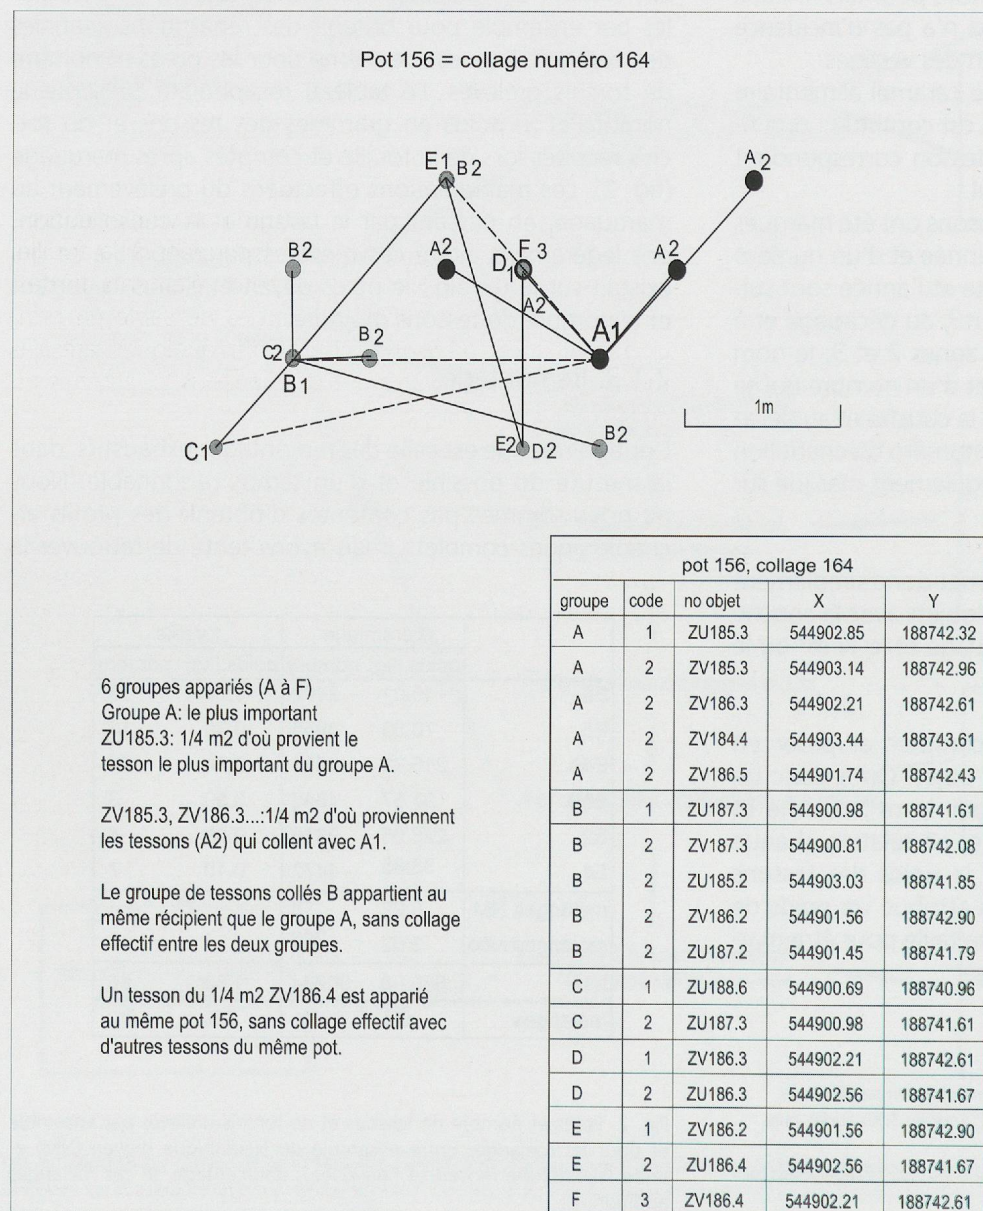 Pot 156 = collage numéro 164
E1 B2
A2
B2
A2
D1 F 3
A2
A2
A1
C2
B2
B1
1m
C1
E2 D2
B2
6 groupes appariés (A à F)
Groupe A: le plus important
ZU185.3: 1/4 m2 d'où provient le
tesson le plus important du groupe A.
ZV185.3, ZV186.3...:1/4 m2 d'où proviennent
les tessons (A2) qui collent avec A1.
Le groupe de tessons collés B appartient au
même récipient que le groupe A, sans collage
effectif entre les deux groupes.
Un tesson du 1/4 m2 ZV186.4 est apparié
au même pot 156, sans collage effectif avec
d'autres tessons du même pot.
pot 156, collage 164
groupe code no objet X Y
A 1 ZU185.3 544902.85 188742.32
A 2 ZV185.3 544903.14 188742.96
A 2 ZV186.3 544902.21 188742.61
A 2 ZV184.4 544903.44 188743.61
A 2 ZV186.5 544901.74 188742.43
B 1 ZU187.3 544900.98 188741.61
B 2 ZV187.3 544900.81 188742.08
B 2 ZU185.2 544903.03 188741.85
B 2 ZV186.2 544901.56 188742.90
B 2 ZU187.2 544901.45 188741.79
C 1 ZU188.6 544900.69 188740.96
C 2 ZU187.3 544900.98 188741.61
D 1 ZV186.3 544902.21 188742.61
D 2 ZU186.3 544902.56 188741.67
E 1 ZV186.2 544901.56 188742.90
E 2 ZU186.4 544902.56 188741.67
F 3 ZV186.4 544902.21 188742.61